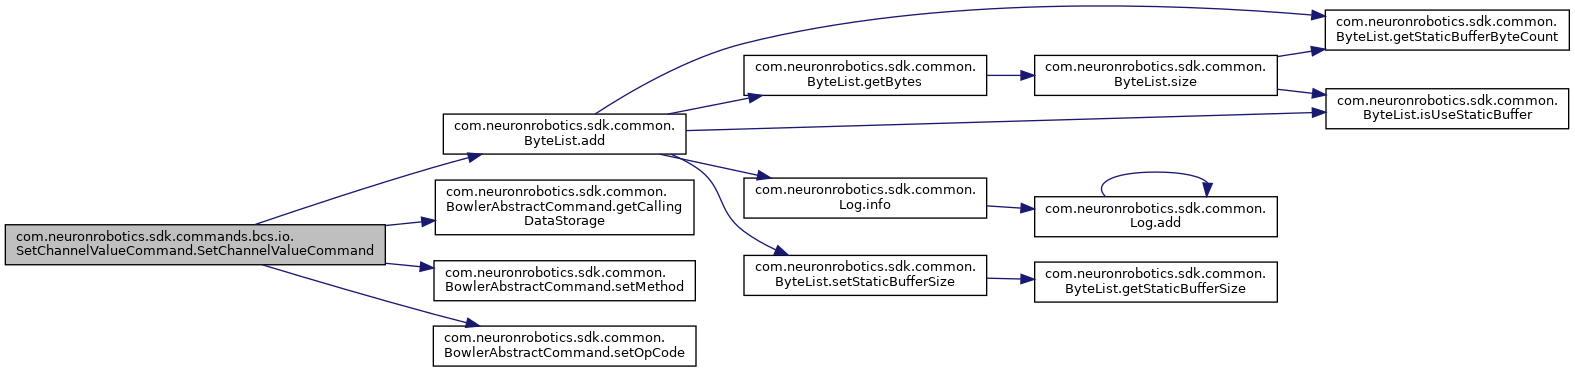 com.neuronrobotics.sdk.commands.bcs.io.
SetChannelValueCommand.SetChannelValueCommand
com.neuronrobotics.sdk.common.
ByteList.add
com.neuronrobotics.sdk.common.
BowlerAbstractCommand.getCalling
DataStorage
com.neuronrobotics.sdk.common.
BowlerAbstractCommand.setMethod
com.neuronrobotics.sdk.common.
BowlerAbstractCommand.setOpCode
com.neuronrobotics.sdk.common.
ByteList.getBytes
com.neuronrobotics.sdk.common.
Log.info
com.neuronrobotics.sdk.common.
ByteList.setStaticBufferSize
com.neuronrobotics.sdk.common.
ByteList.size
com.neuronrobotics.sdk.common.
Log.add
com.neuronrobotics.sdk.common.
ByteList.getStaticBufferSize
com.neuronrobotics.sdk.common.
ByteList.getStaticBufferByteCount
com.neuronrobotics.sdk.common.
ByteList.isUseStaticBuffer